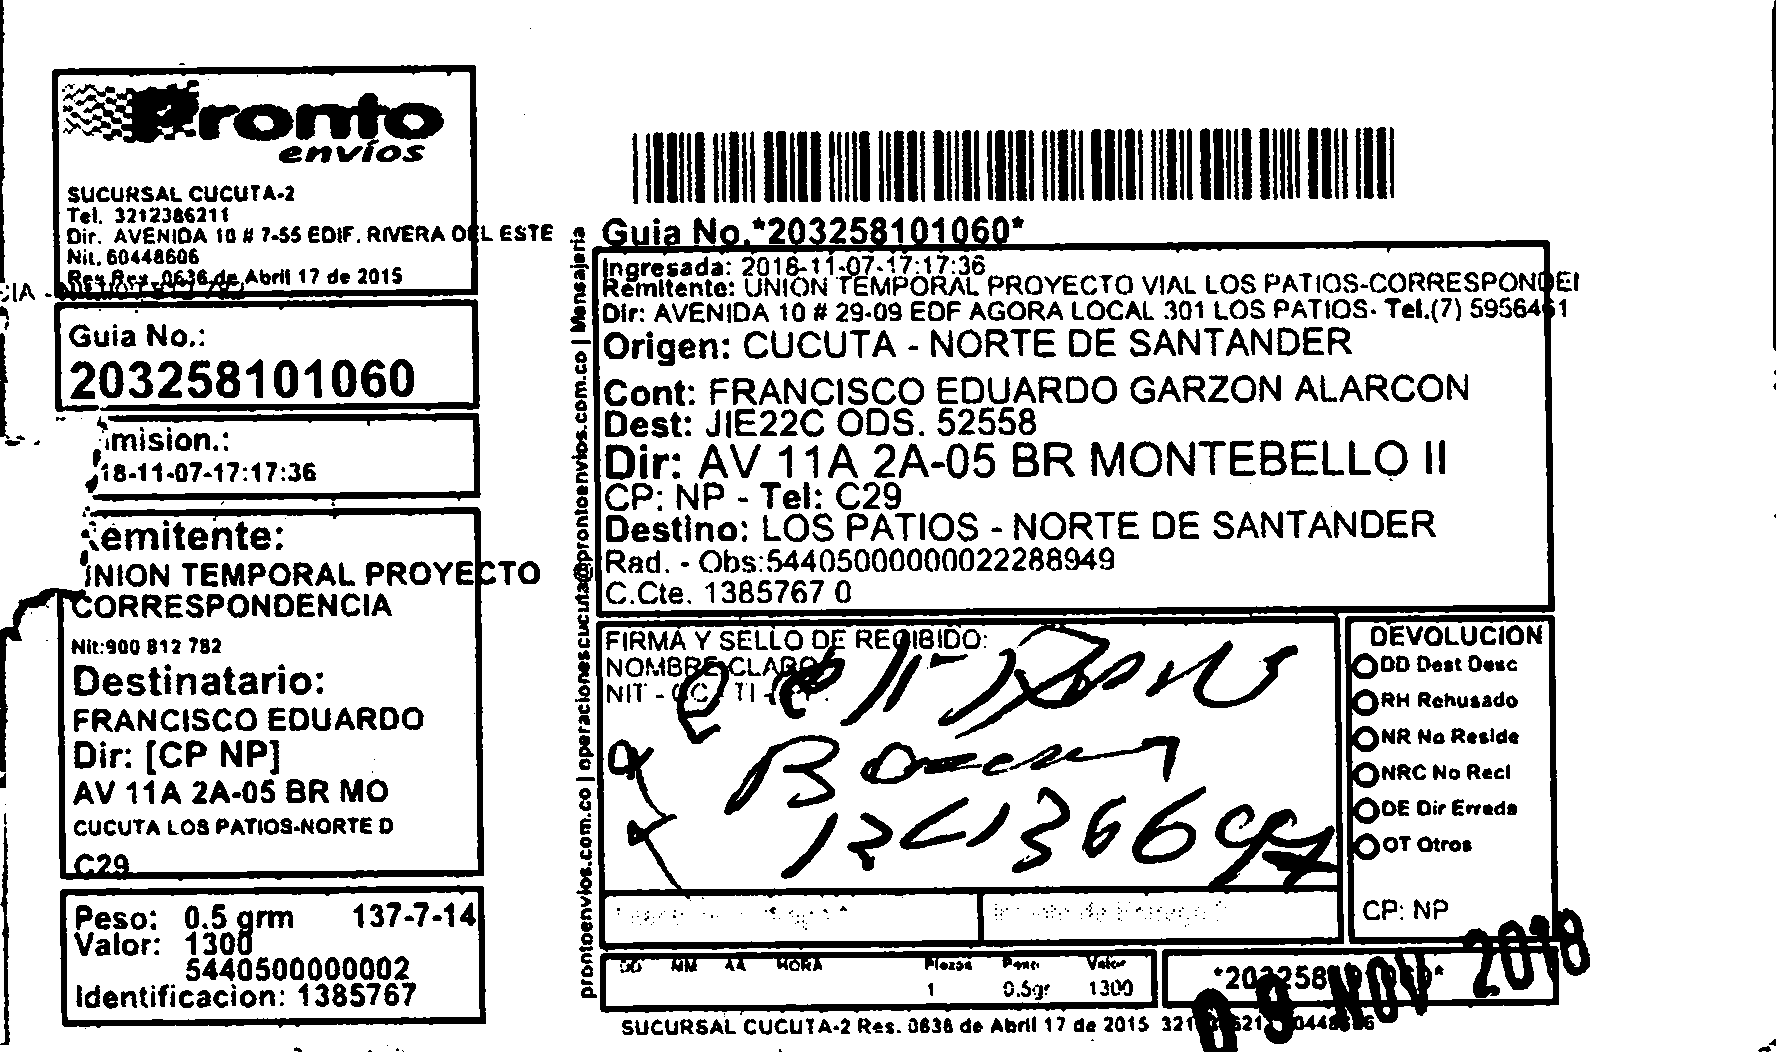 Pronto
envíos
SUCURSAL CUCUTA-2
Tel. 3212386211
Dir. AVENIDA 10 # 7-55 EDIF. RIVERA DEL ESTE
Nit. 60448606
Res Res. 0636 de Abril 17 de 2015
Guia No.:
203258101060
mision.:
18-11-07-17:17:36
emitente:
NION TEMPORAL PROYECTO
CORRESPONDENCIA
Nit:900 812 782
Destinatario:
FRANCISCO EDUARDO
Dir: [CP NP]
AV 11A 2A-05 BR MO
CUCUTA LOS PATIOS-NORTE D
C29
Peso: 0.5 grm 137-7-14
Valor: 1300
5440500000002
Identificacion: 1385767
prontoenvios.com.co | operacionescucuta@prontoenvios.com.co | Mensajeria
Guia No.*203258101060*
Ingresada: 2018-11-07-17:17:36
Remitente: UNION TEMPORAL PROYECTO VIAL LOS PATIOS-CORRESPONDEI
Dir: AVENIDA 10 # 29-09 EDF AGORA LOCAL 301 LOS PATIOS- Tel.(7) 5956461
Origen: CUCUTA - NORTE DE SANTANDER
Cont: FRANCISCO EDUARDO GARZON ALARCON
Dest: JIE22C ODS. 52558
Dir: AV 11A 2A-05 BR MONTEBELLO II
CP: NP - Tel: C29
Destino: LOS PATIOS - NORTE DE SANTANDER
Rad. - Obs:54405000000022288949
C.Cte. 1385767 0
FIRMA Y SELLO DE RECIBIDO:
NOMBRE CLARO
NIT - CC TI -
DEVOLUCION
DD Dest Desc
RH Rehusado
NR No Reside
NRC No Recl
DE Dir Errada
OT Otros
CP: NP
DD MM AA HORA Piezas Peso Valor
1 0.5gr 1300
09 NOV 2018
SUCURSAL CUCUTA-2 Res. 0636 de Abril 17 de 2015